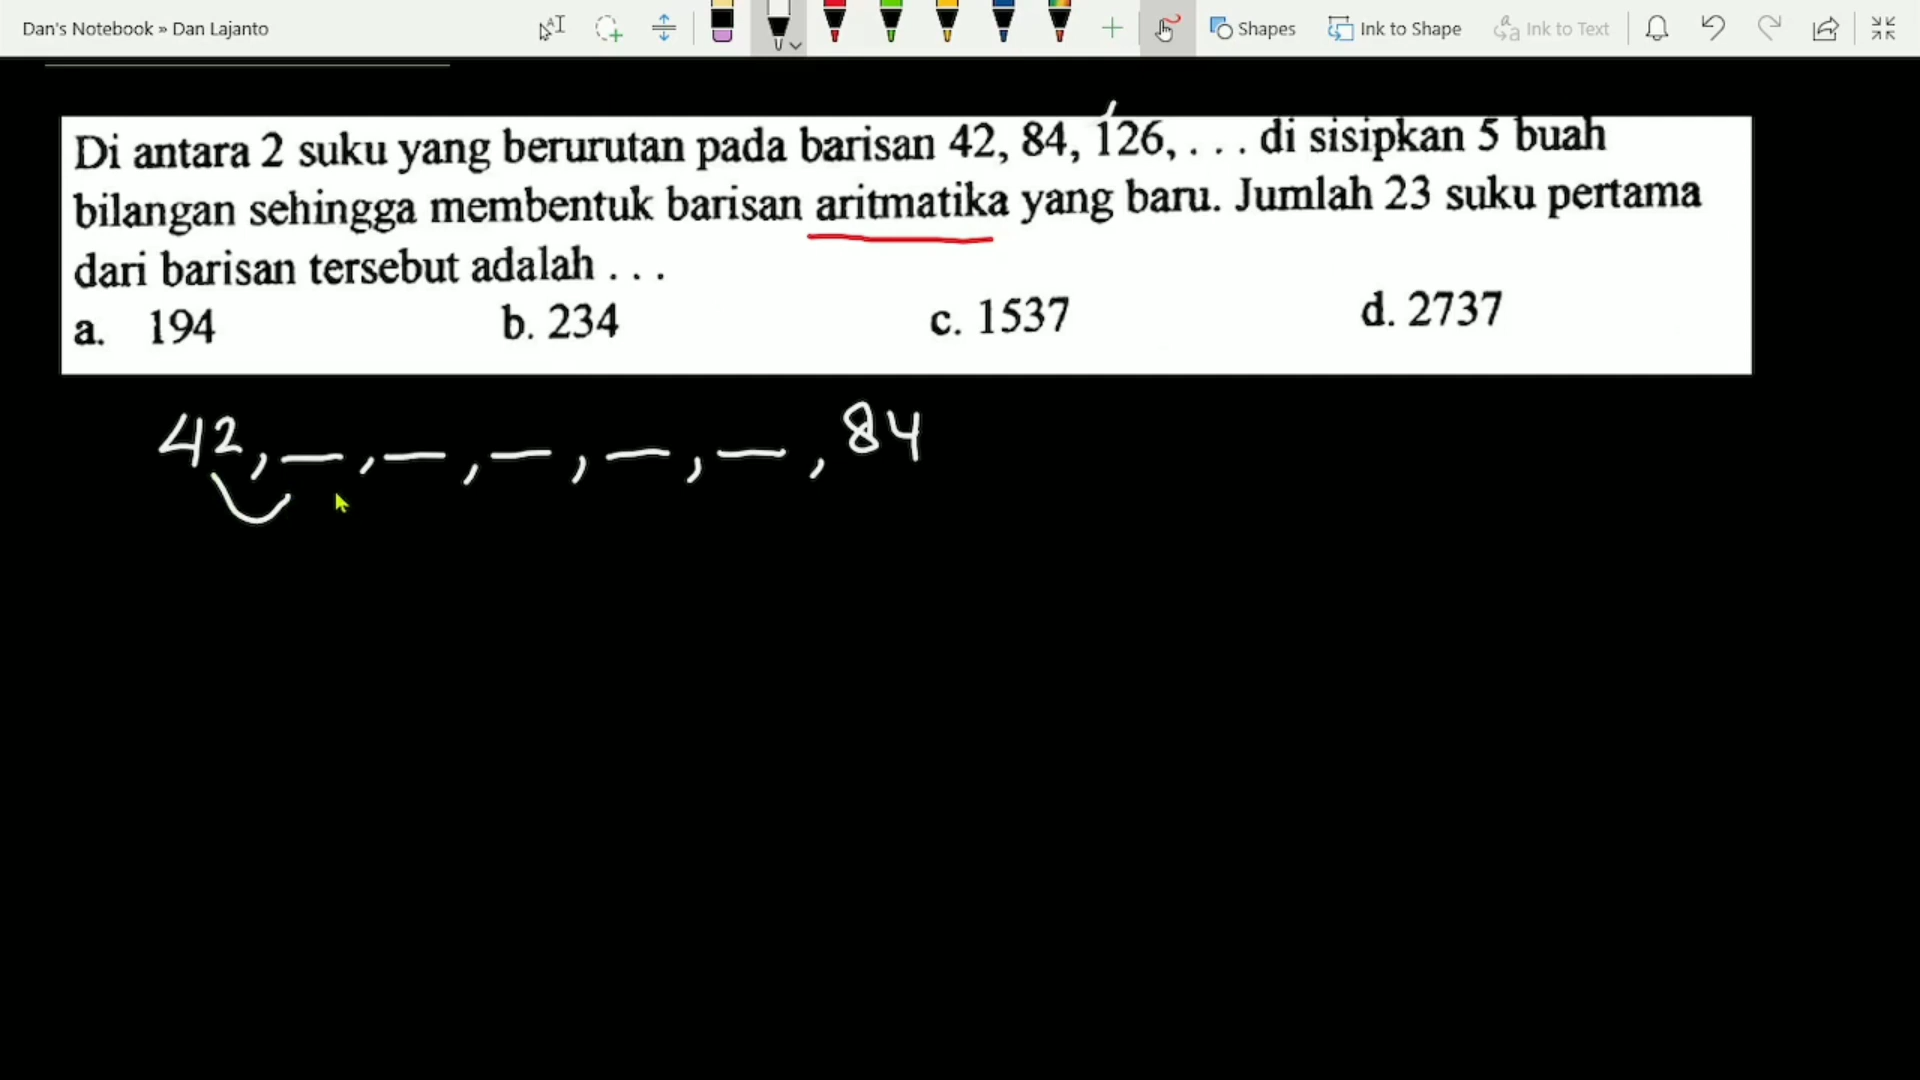 Dan's Notebook » Dan Lajanto
Shapes
Ink to Shape
Ink to Text
Di antara 2 suku yang berurutan pada barisan 42, 84, 126, . . . di sisipkan 5 buah
bilangan sehingga membentuk barisan aritmatika yang baru. Jumlah 23 suku pertama
dari barisan tersebut adalah . . .
a. 194 b. 234 c. 1537 d. 2737
42, _ , _ , _ , _ , _ , 84